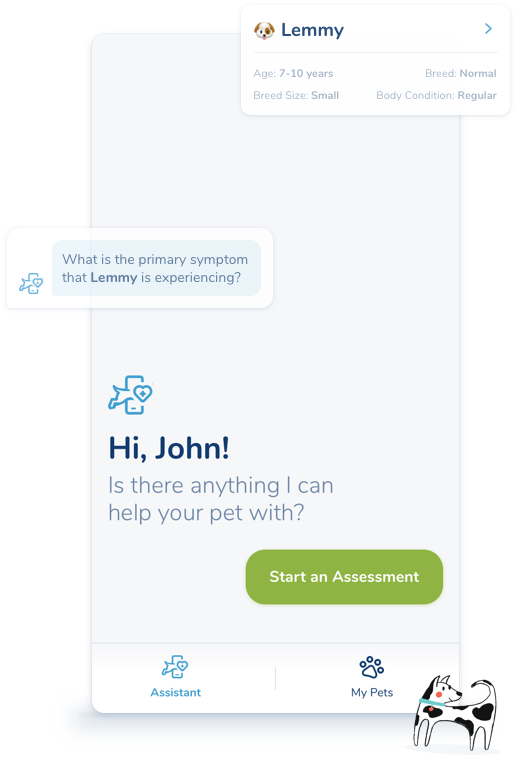 Lemmy
Age: 7-10 years
Breed: Normal
Breed Size: Small
Body Condition: Regular
What is the primary symptom
that Lemmy is experiencing?
Hi, John!
Is there anything I can
help your pet with?
Start an Assessment
Assistant
My Pets